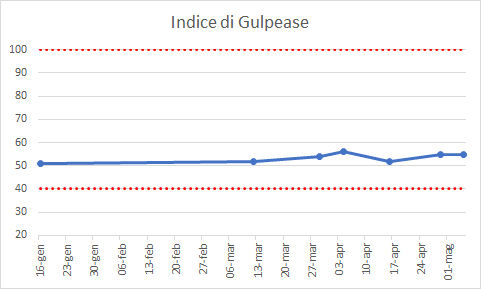 Indice di Gulpease
100
90
80
70
60
50
40
30
20
16-gen
23-gen
30-gen
06-feb
13-feb
20-feb
27-feb
06-mar
13-mar
20-mar
27-mar
03-apr
10-apr
17-apr
24-apr
01-mag